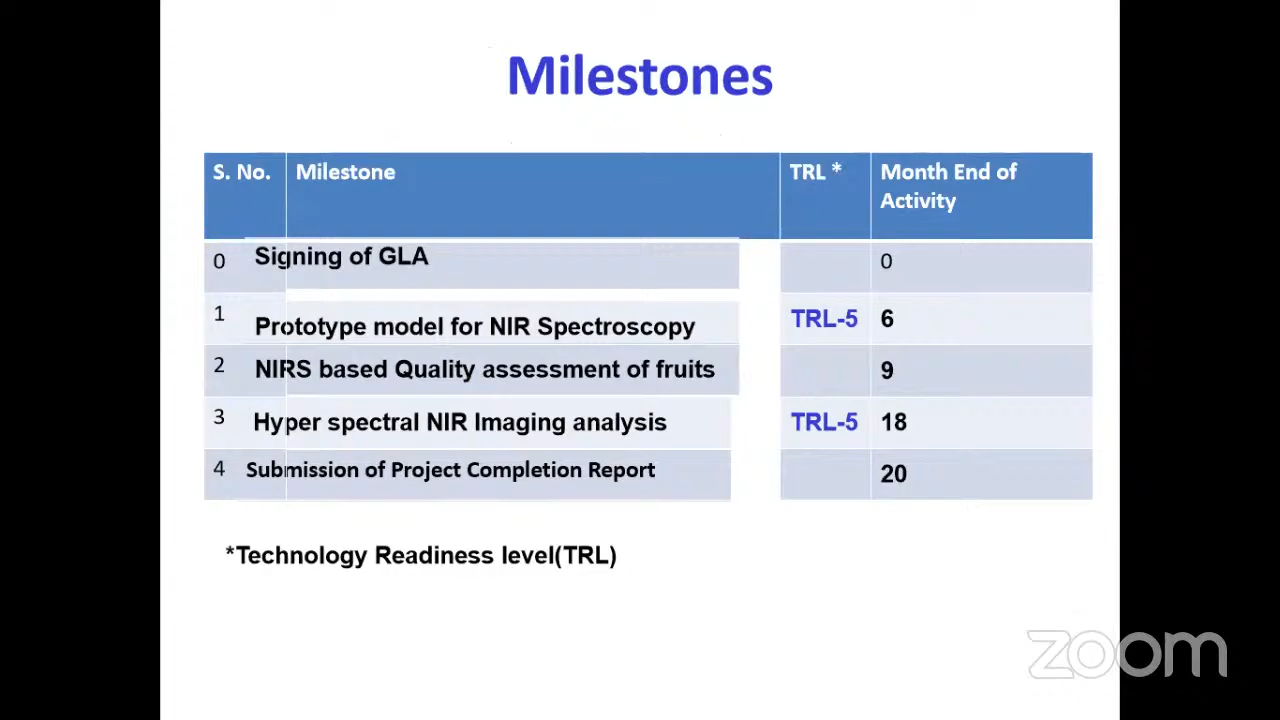 Milestones
S. No. Milestone TRL * Month End of
Activity
0 Signing of GLA 0
1 Prototype model for NIR Spectroscopy TRL-5 6
2 NIRS based Quality assessment of fruits 9
3 Hyper spectral NIR Imaging analysis TRL-5 18
4 Submission of Project Completion Report 20
*Technology Readiness level(TRL)
zoom